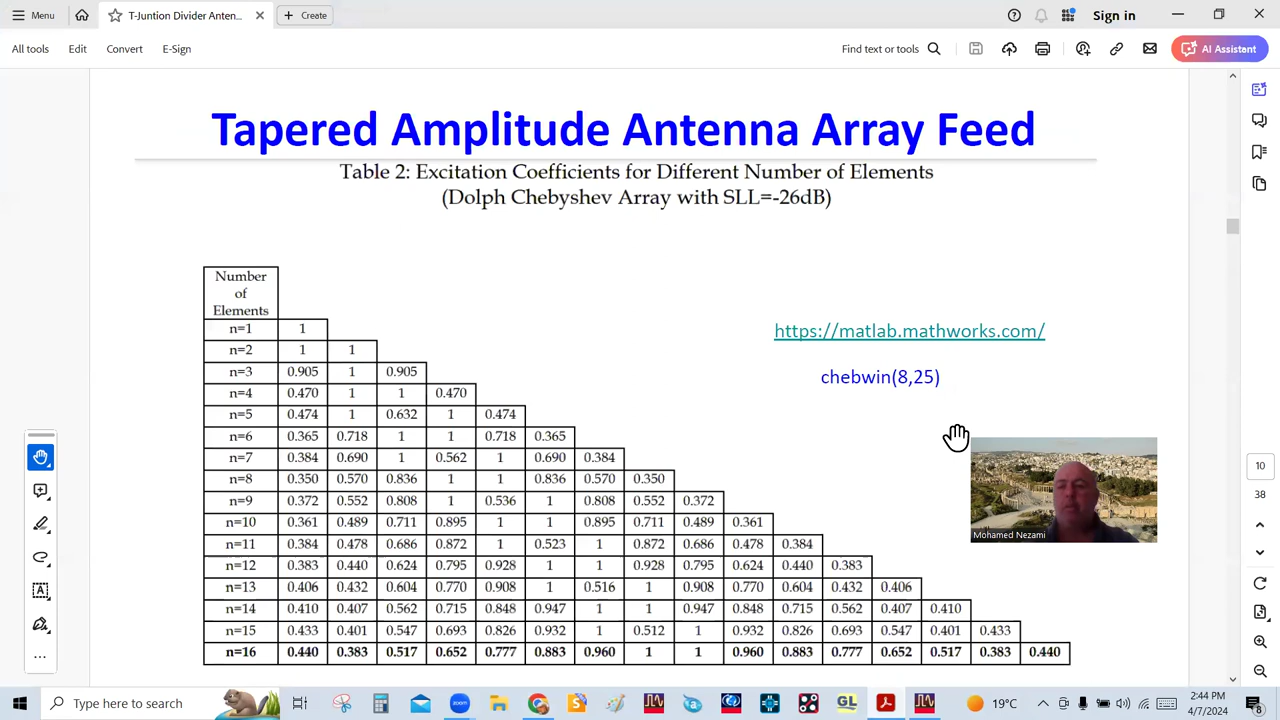 Menu
T-Juntion Divider Anten...
Create
Sign in
All tools
Edit
Convert
E-Sign
Find text or tools
AI Assistant
Tapered Amplitude Antenna Array Feed
Table 2: Excitation Coefficients for Different Number of Elements
(Dolph Chebyshev Array with SLL=-26dB)
Number
of
Elements
n=1 1
n=2 1 1
n=3 0.905 1 0.905
n=4 0.470 1 1 0.470
n=5 0.474 1 0.632 1 0.474
n=6 0.365 0.718 1 1 0.718 0.365
n=7 0.384 0.690 1 0.562 1 0.690 0.384
n=8 0.350 0.570 0.836 1 1 0.836 0.570 0.350
n=9 0.372 0.552 0.808 1 0.536 1 0.808 0.552 0.372
n=10 0.361 0.489 0.711 0.895 1 1 0.895 0.711 0.489 0.361
n=11 0.384 0.478 0.686 0.872 1 0.523 1 0.872 0.686 0.478 0.384
n=12 0.383 0.440 0.624 0.795 0.928 1 1 0.928 0.795 0.624 0.440 0.383
n=13 0.406 0.432 0.604 0.770 0.908 1 0.516 1 0.908 0.770 0.604 0.432 0.406
n=14 0.410 0.407 0.562 0.715 0.848 0.947 1 1 0.947 0.848 0.715 0.562 0.407 0.410
n=15 0.433 0.401 0.547 0.693 0.826 0.932 1 0.512 1 0.932 0.826 0.693 0.547 0.401 0.433
n=16 0.440 0.383 0.517 0.652 0.777 0.883 0.960 1 1 0.960 0.883 0.777 0.652 0.517 0.383 0.440
https://matlab.mathworks.com/
chebwin(8,25)
Mohamed Nezami
10
38
Type here to search
GL
19°C
2:44 PM
4/7/2024
8